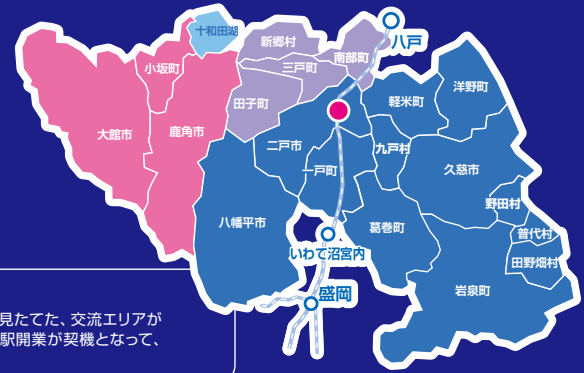 十和田湖
八戸
新郷村
南部町
小坂町
三戸町
洋野町
田子町
軽米町
大館市
鹿角市
二戸市
九戸村
一戸町
久慈市
野田村
八幡平市
葛巻町
普代村
いわて沼宮内
田野畑村
盛岡
岩泉町
見たてた、交流エリアが
駅開業が契機となって、